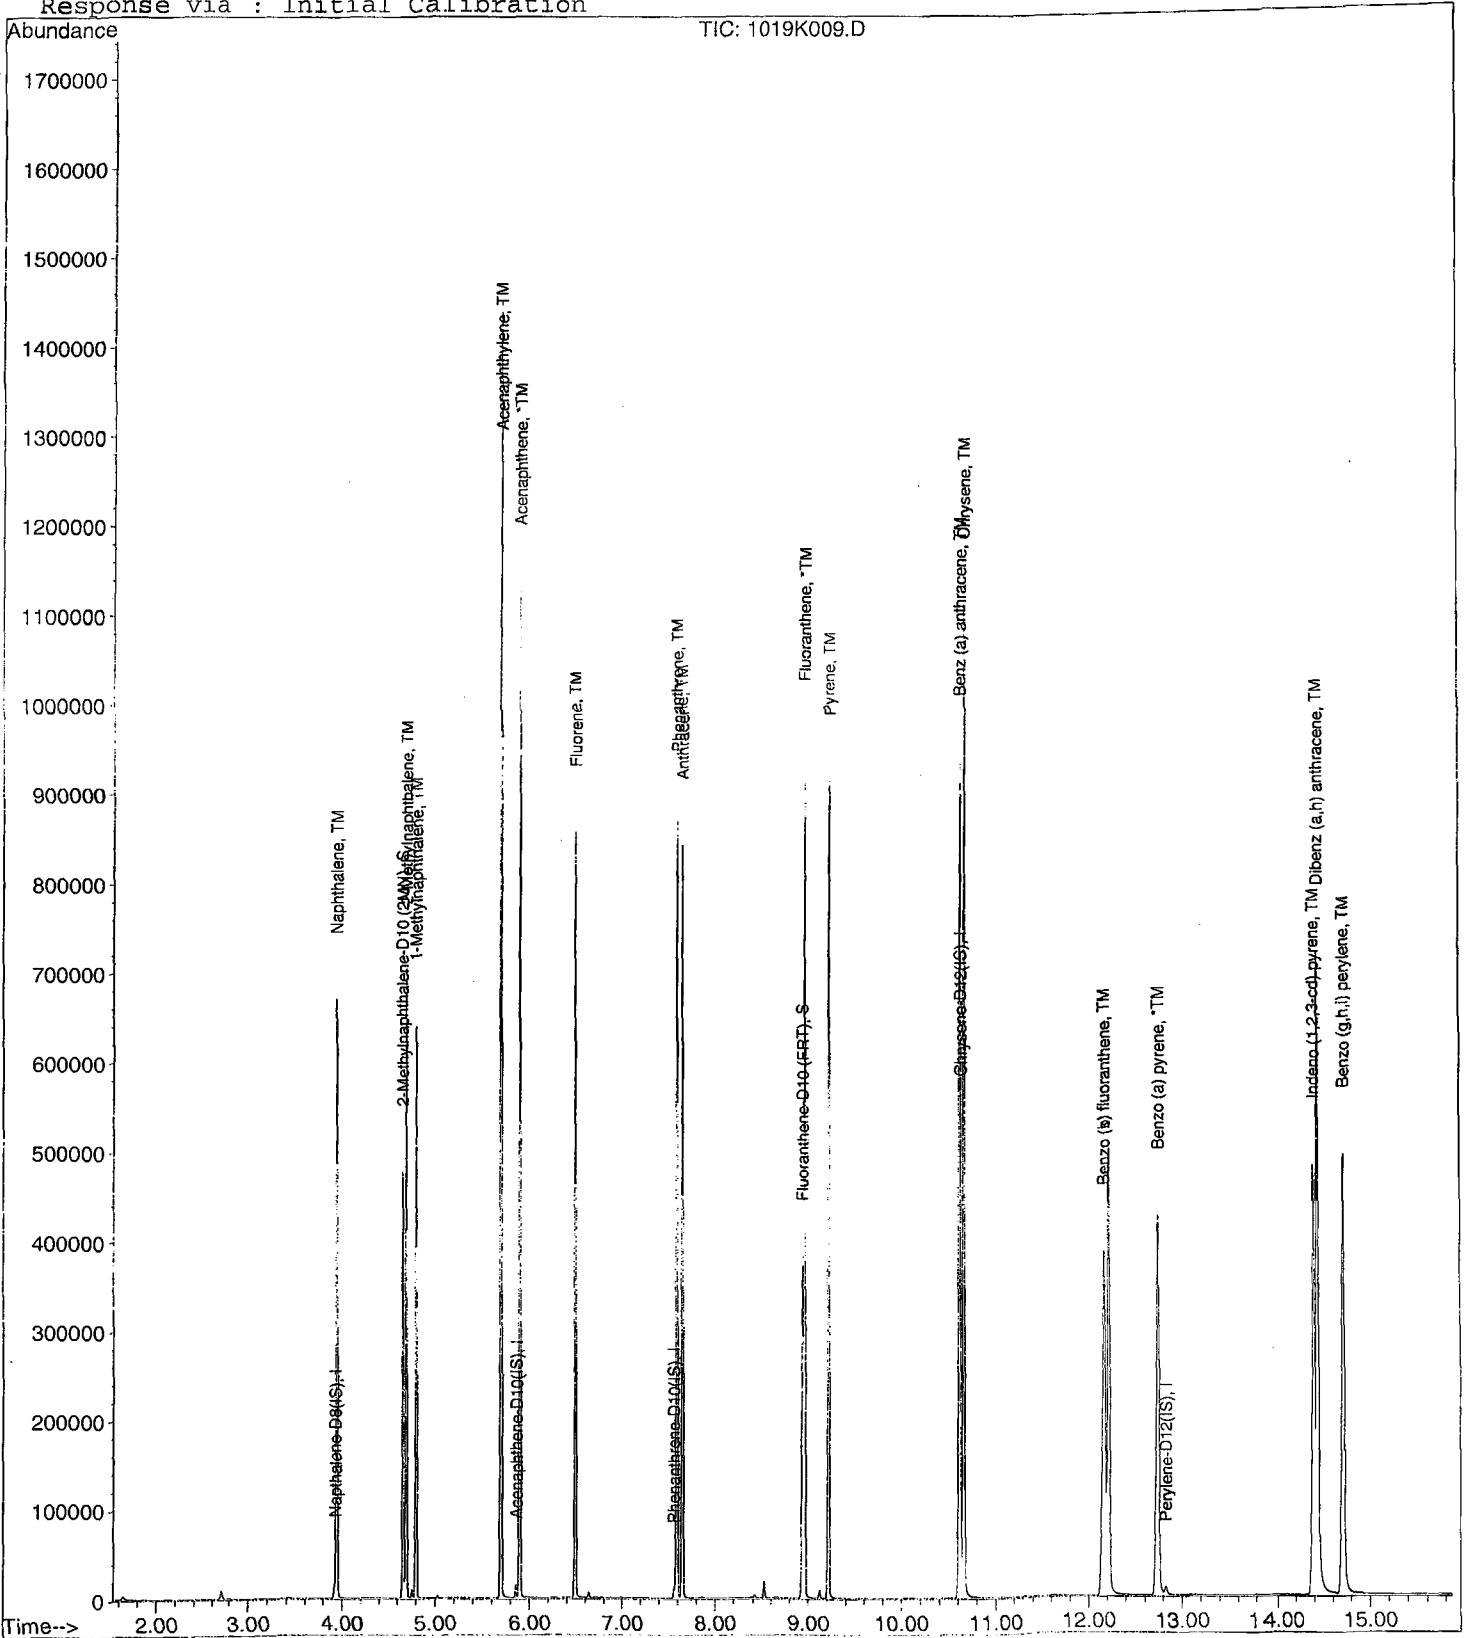 Response via : Initial Calibration
Abundance
TIC: 1019K009.D
1700000
1600000
1500000
1400000
1300000
1200000
1100000
1000000
900000
800000
700000
600000
500000
400000
300000
200000
100000
0
Napthalene-D8(IS), I
Naphthalene, TM
2-Methylnaphthalene-D10 (2MN), S
2-Methylnaphthalene, TM
1-Methylnaphthalene, TM
Acenaphthylene, TM
Acenaphthene-D10(IS), I
Acenaphthene, *TM
Fluorene, TM
Phenanthrene-D10(IS), I
Phenanthrene, TM
Anthracene, TM
Fluoranthene-D10 (FRT), S
Fluoranthene, *TM
Pyrene, TM
Benz (a) anthracene, TM
Chrysene-D12(IS), I
Chrysene, TM
Benzo (b) fluoranthene, TM
Benzo (a) pyrene, *TM
Perylene-D12(IS), I
Indeno (1,2,3-cd) pyrene, TM
Dibenz (a,h) anthracene, TM
Benzo (g,h,i) perylene, TM
Time--> 2.00 3.00 4.00 5.00 6.00 7.00 8.00 9.00 10.00 11.00 12.00 13.00 14.00 15.00